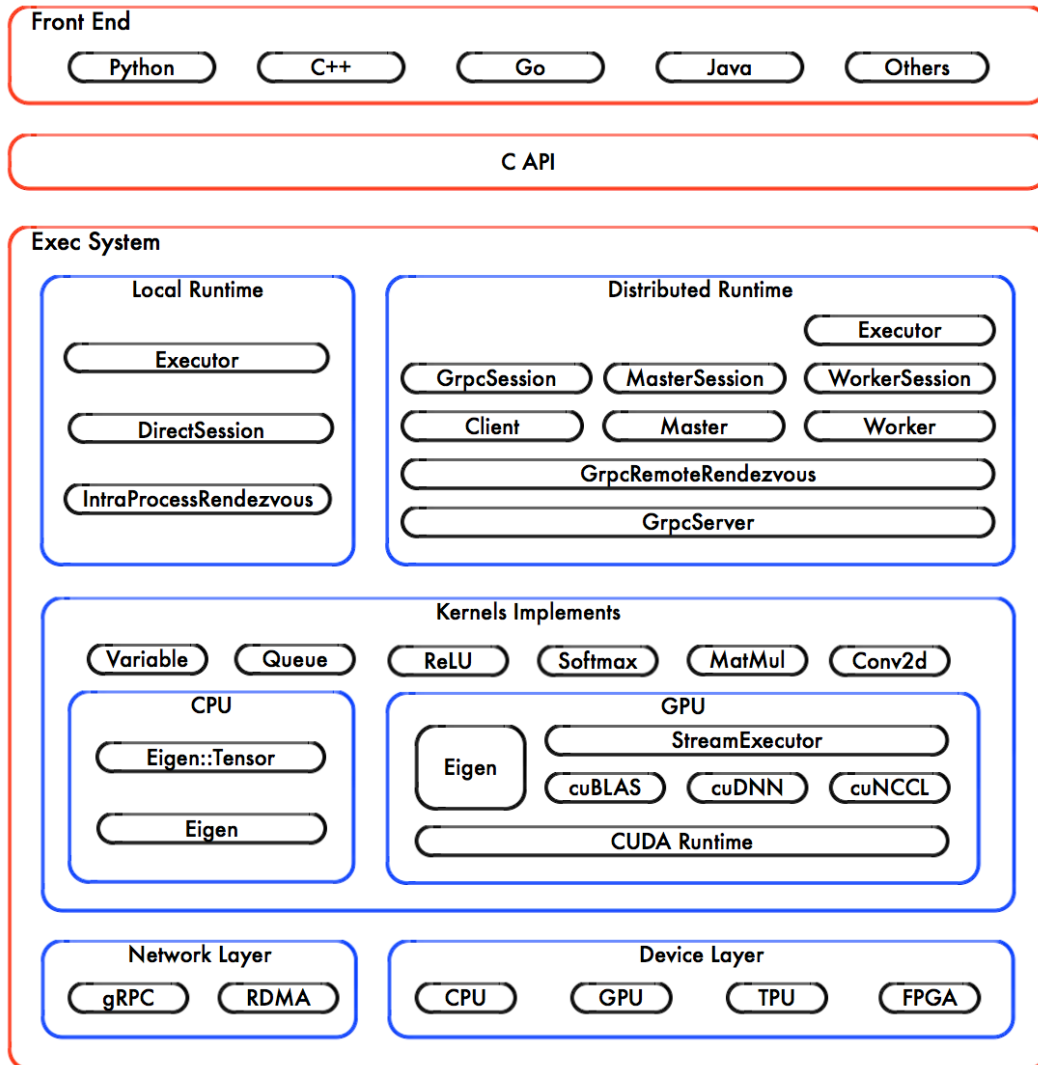 Front End
Python C++ Go Java Others
C API
Exec System
Local Runtime
Executor
DirectSession
IntraProcessRendezvous
Distributed Runtime
Executor
GrpcSession MasterSession WorkerSession
Client Master Worker
GrpcRemoteRendezvous
GrpcServer
Kernels Implements
Variable Queue ReLU Softmax MatMul Conv2d
CPU
Eigen::Tensor
Eigen
GPU
Eigen
StreamExecutor
cuBLAS cuDNN cuNCCL
CUDA Runtime
Network Layer
gRPC RDMA
Device Layer
CPU GPU TPU FPGA